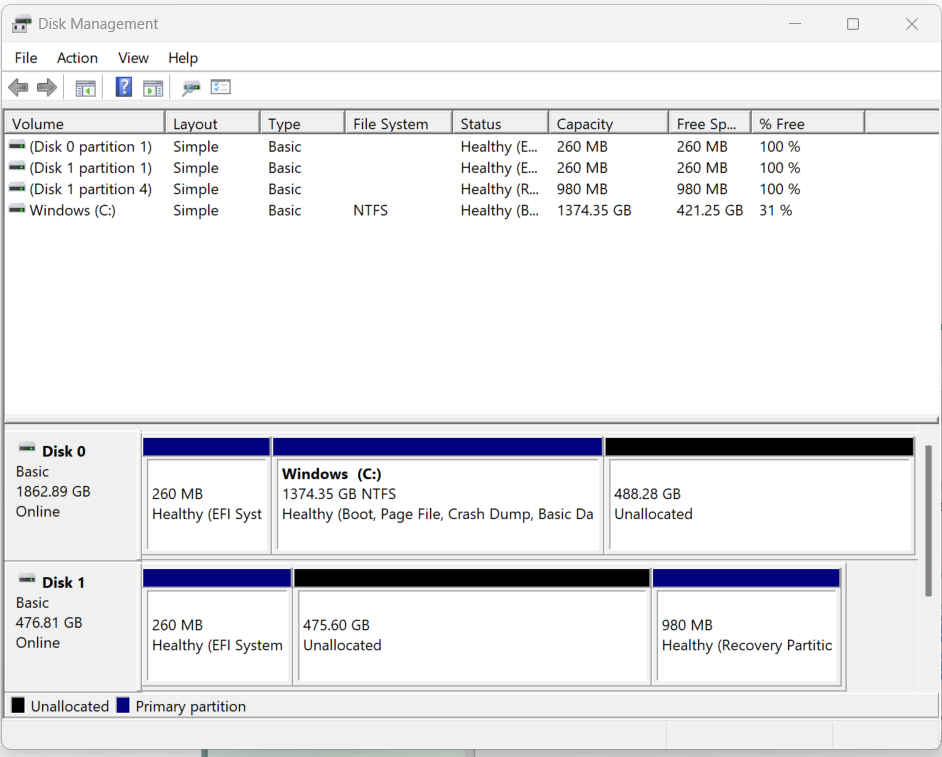 Disk Management
File Action View Help
Volume Layout Type File System Status Capacity Free Sp... % Free
(Disk 0 partition 1) Simple Basic Healthy (E... 260 MB 260 MB 100 %
(Disk 1 partition 1) Simple Basic Healthy (E... 260 MB 260 MB 100 %
(Disk 1 partition 4) Simple Basic Healthy (R... 980 MB 980 MB 100 %
Windows (C:) Simple Basic NTFS Healthy (B... 1374.35 GB 421.25 GB 31 %
Disk 0
Basic
1862.89 GB
Online
260 MB
Healthy (EFI Syst
Windows (C:)
1374.35 GB NTFS
Healthy (Boot, Page File, Crash Dump, Basic Da
488.28 GB
Unallocated
Disk 1
Basic
476.81 GB
Online
260 MB
Healthy (EFI System
475.60 GB
Unallocated
980 MB
Healthy (Recovery Partitic
Unallocated Primary partition